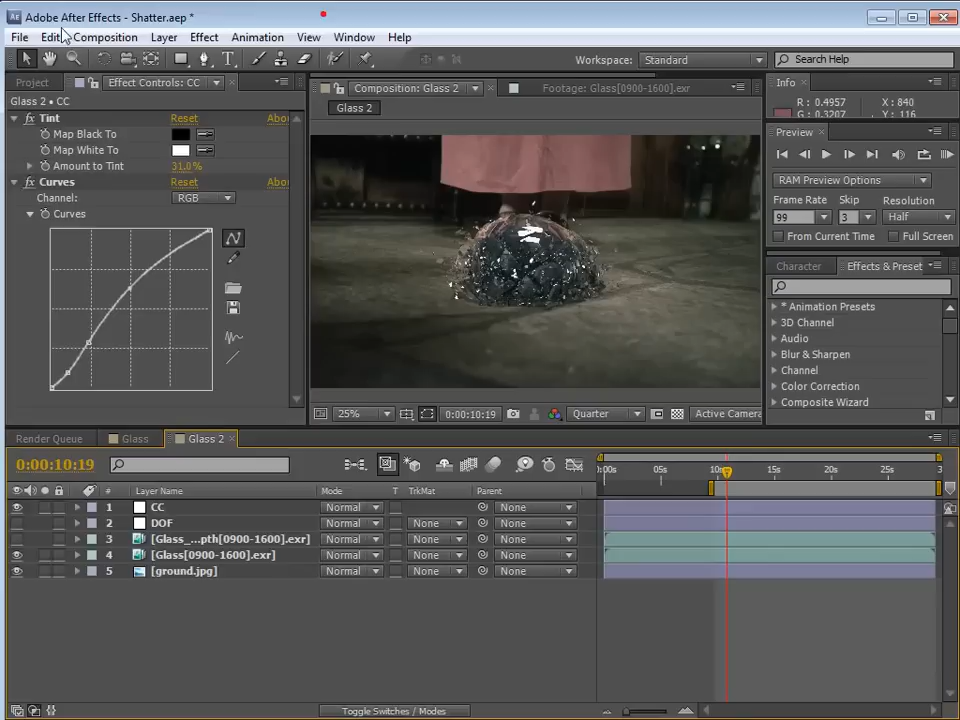 Adobe After Effects - Shatter.aep *
File Edit Composition Layer Effect Animation View Window Help
Workspace: Standard Search Help
Project Effect Controls: CC
Glass 2 • CC
Tint Reset Abou
Map Black To
Map White To
Amount to Tint 31.0%
Curves Reset Abou
Channel: RGB
Curves
Composition: Glass 2 Footage: Glass[0900-1600].exr
Glass 2
25% 0:00:10:19 Quarter Active Camera
Info
R : 0.4957 X : 840
G : 0.3207 Y : 116
Preview
RAM Preview Options
Frame Rate Skip Resolution
99 3 Half
From Current Time Full Screen
Character Effects & Preset
* Animation Presets
3D Channel
Audio
Blur & Sharpen
Channel
Color Correction
Composite Wizard
Render Queue Glass Glass 2
0:00:10:19
:00s 05s 10s 15s 20s 25s 3
# Layer Name Mode T TrkMat Parent
1 CC Normal None
2 DOF Normal None None
3 [Glass_...pth[0900-1600].exr] Normal None None
4 [Glass[0900-1600].exr] Normal None None
5 [ground.jpg] Normal None None
Toggle Switches / Modes